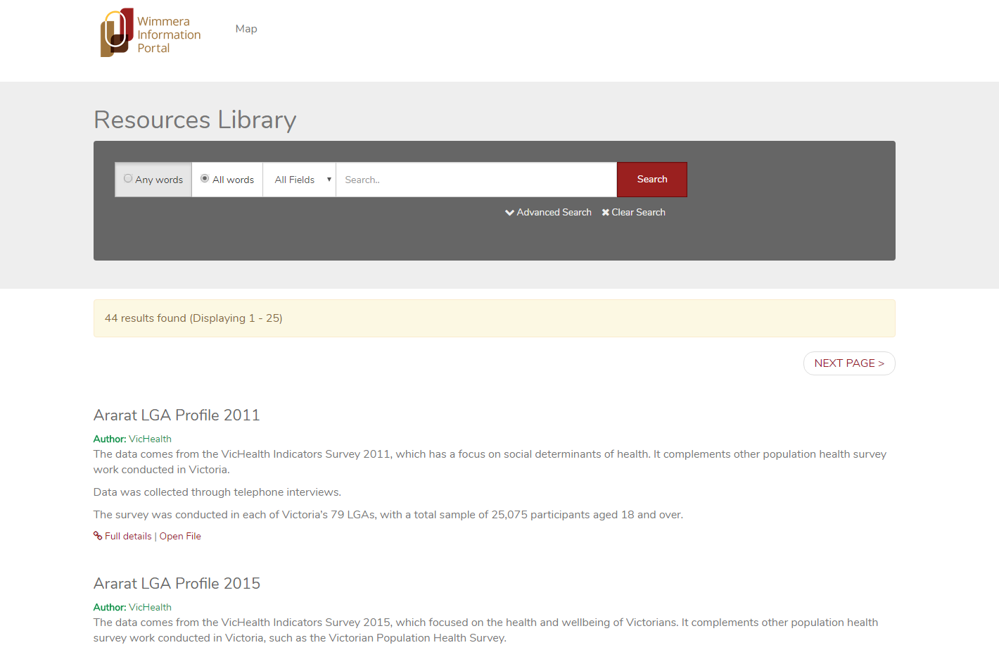 Wimmera
Information
Portal
Map
Resources Library
Any words
All words
All Fields
Search..
Search
Advanced Search
Clear Search
44 results found (Displaying 1 - 25)
NEXT PAGE >
Ararat LGA Profile 2011
Author: VicHealth
The data comes from the VicHealth Indicators Survey 2011, which has a focus on social determinants of health. It complements other population health survey
work conducted in Victoria.
Data was collected through telephone interviews.
The survey was conducted in each of Victoria’s 79 LGAs, with a total sample of 25,075 participants aged 18 and over.
Full details | Open File
Ararat LGA Profile 2015
Author: VicHealth
The data comes from the VicHealth Indicators Survey 2015, which focused on the health and wellbeing of Victorians. It complements other population health
survey work conducted in Victoria, such as the Victorian Population Health Survey.